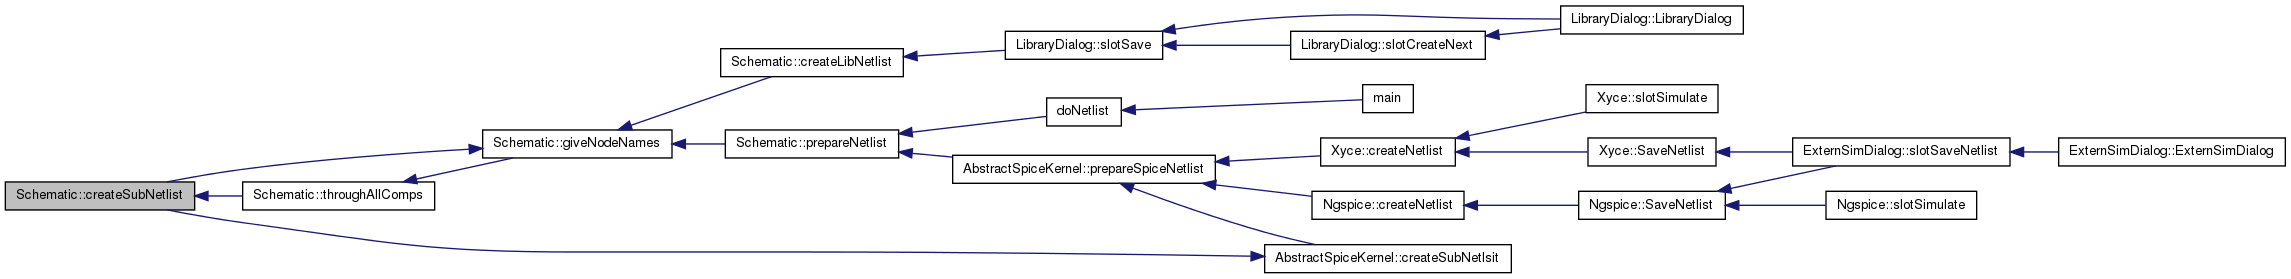 LibraryDialog::LibraryDialog
LibraryDialog::slotSave
LibraryDialog::slotCreateNext
Schematic::createLibNetlist
Xyce::slotSimulate
main
doNetlist
Schematic::giveNodeNames
Schematic::prepareNetlist
Xyce::createNetlist
Xyce::SaveNetlist
ExternSimDialog::slotSaveNetlist
ExternSimDialog::ExternSimDialog
AbstractSpiceKernel::prepareSpiceNetlist
Schematic::createSubNetlist
Schematic::throughAllComps
Ngspice::createNetlist
Ngspice::SaveNetlist
Ngspice::slotSimulate
AbstractSpiceKernel::createSubNetlsit